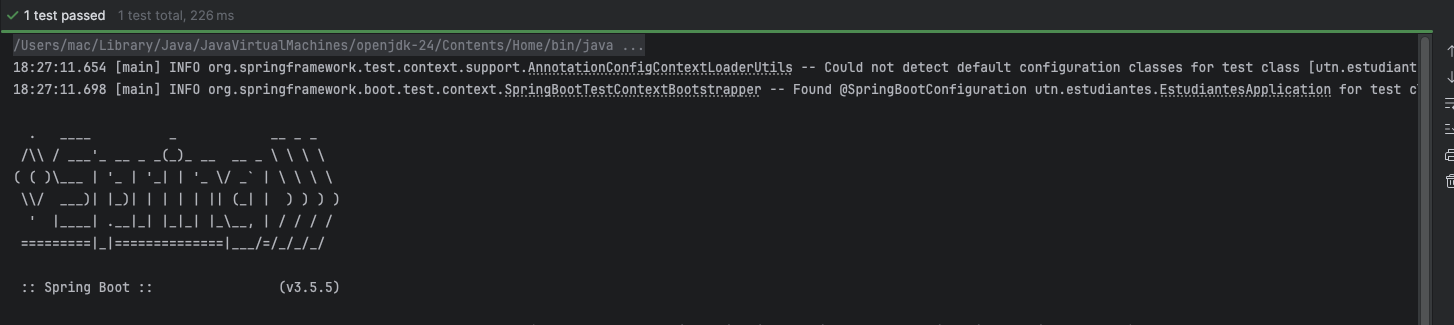 1 test passed 1 test total, 226 ms
/Users/mac/Library/Java/JavaVirtualMachines/openjdk-24/Contents/Home/bin/java ...
18:27:11.654 [main] INFO org.springframework.test.context.support.AnnotationConfigContextLoaderUtils -- Could not detect default configuration classes for test class [utn.estudiant
18:27:11.698 [main] INFO org.springframework.boot.test.context.SpringBootTestContextBootstrapper -- Found @SpringBootConfiguration utn.estudiantes.EstudiantesApplication for test c
  .   ____          _            __ _ _
 /\\ / ___'_ __ _ _(_)_ __  __ _ \ \ \ \
( ( )\___ | '_ | '_| | '_ \/ _` | \ \ \ \
 \\/  ___)| |_)| | | | | || (_| |  ) ) ) )
  '  |____| .__|_| |_|_| |_\__, | / / / /
 =========|_|==============|___/=/_/_/_/
 :: Spring Boot ::                (v3.5.5)